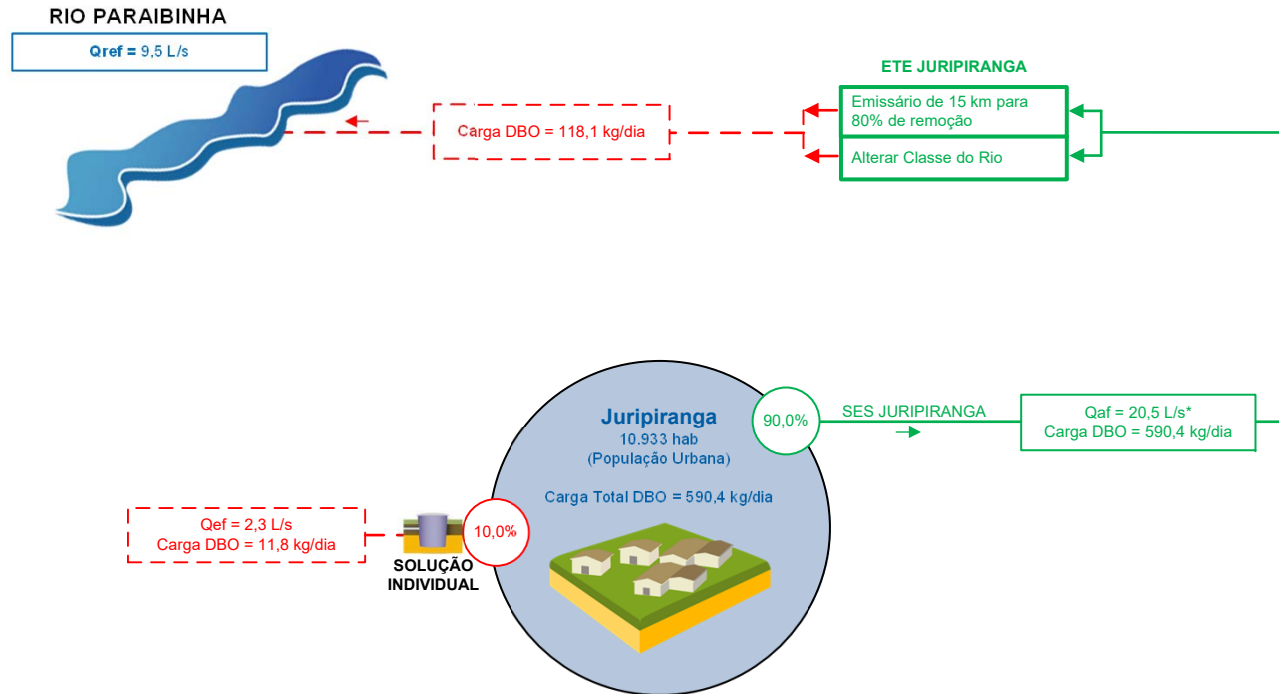 RIO PARAIBINHA
Qref = 9,5 L/s
Carga DBO = 118,1 kg/dia
ETE JURIPIRANGA
Emissário de 15 km para
80% de remoção
Alterar Classe do Rio
Juripiranga
10.933 hab
(População Urbana)
Carga Total DBO = 590,4 kg/dia
90,0%
SES JURIPIRANGA
Qaf = 20,5 L/s*
Carga DBO = 590,4 kg/dia
Qef = 2,3 L/s
Carga DBO = 11,8 kg/dia
10,0%
SOLUÇÃO
INDIVIDUAL